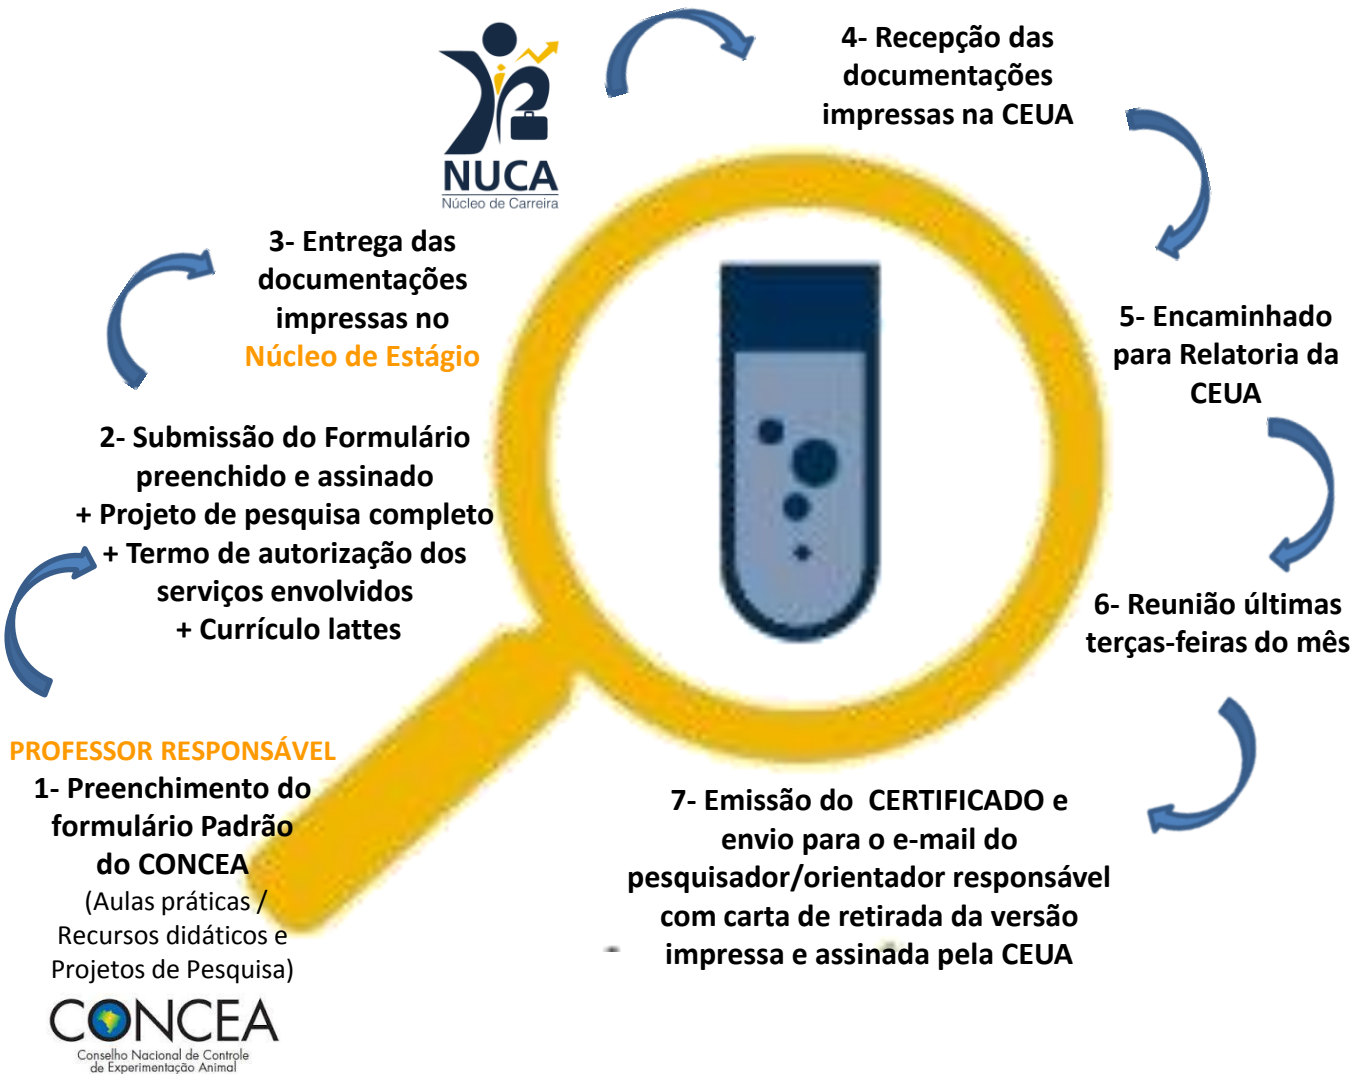 PROFESSOR RESPONSÁVEL
1- Preenchimento do
formulário Padrão
do CONCEA
(Aulas práticas /
Recursos didáticos e
Projetos de Pesquisa)
CONCEA
Conselho Nacional de Controle
de Experimentação Animal
2- Submissão do Formulário
preenchido e assinado
+ Projeto de pesquisa completo
+ Termo de autorização dos
serviços envolvidos
+ Currículo lattes
3- Entrega das
documentações
impressas no
Núcleo de Estágio
NUCA
Núcleo de Carreira
4- Recepção das
documentações
impressas na CEUA
5- Encaminhado
para Relatoria da
CEUA
6- Reunião últimas
terças-feiras do mês
7- Emissão do  CERTIFICADO e
envio para o e-mail do
pesquisador/orientador responsável
com carta de retirada da versão
impressa e assinada pela CEUA